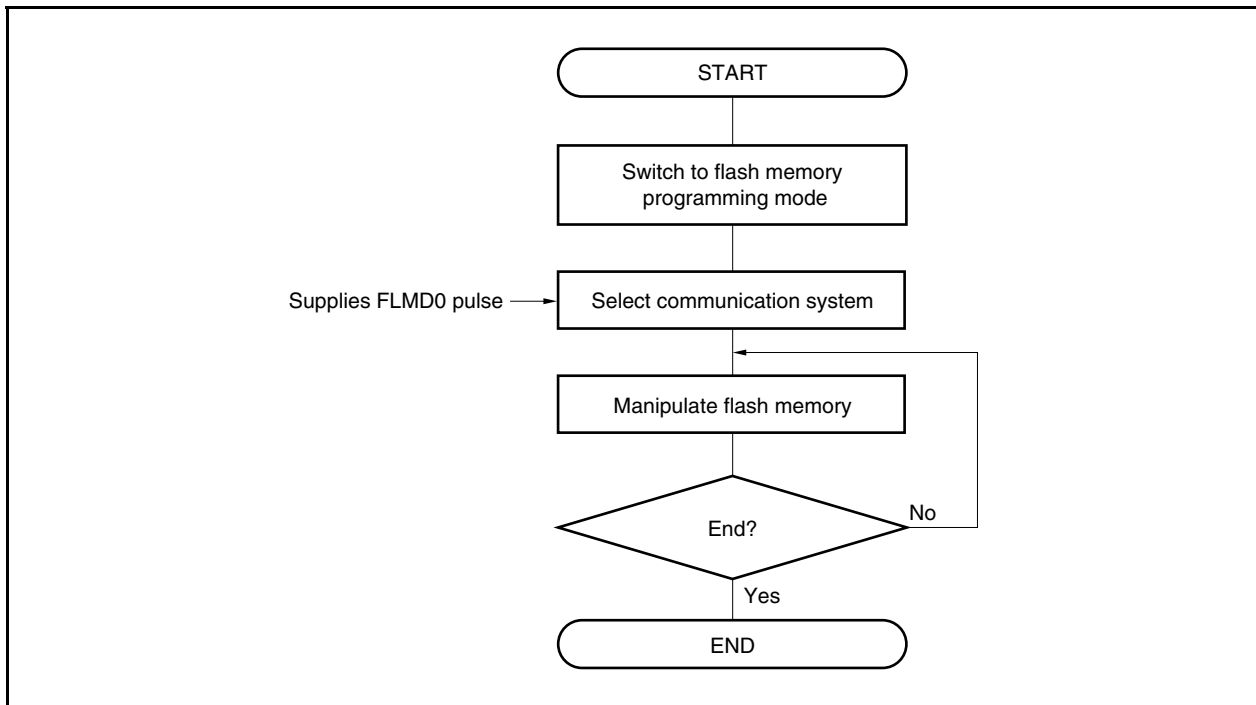 START
Switch to flash memory
programming mode
Supplies FLMD0 pulse
Select communication system
Manipulate flash memory
End?
No
Yes
END